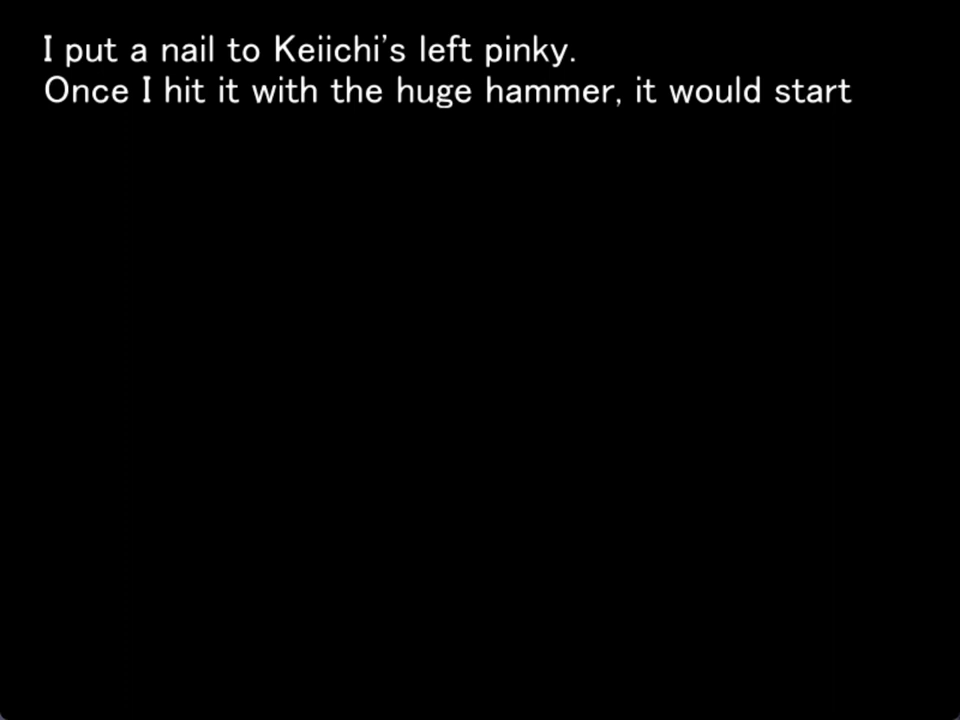 I put a nail to Keiichi's left pinky.
Once I hit it with the huge hammer, it would start